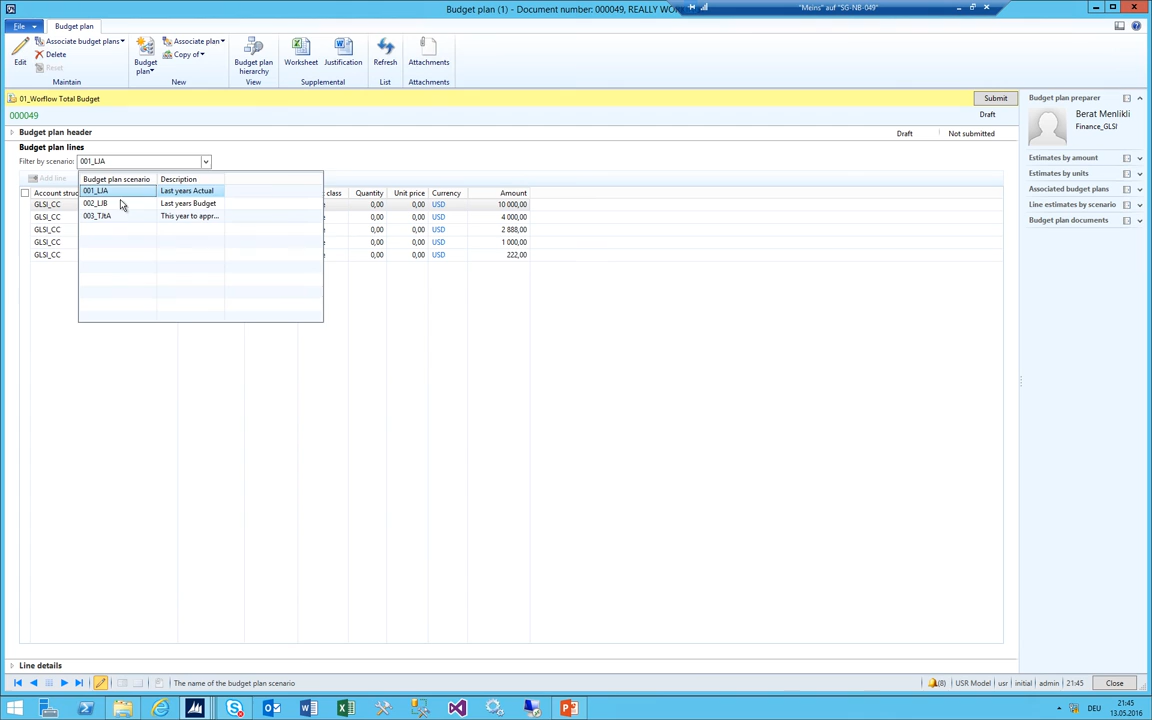 Budget plan (1) - Document number: 000049, REALLY WO
"Meins" auf "SG-NB-049"
File
Budget plan
Edit
Associate budget plans
Delete
Reset
Maintain
Budget plan
Associate plan
Copy of
New
Budget plan hierarchy
View
Worksheet
Justification
Supplemental
Refresh
List
Attachments
Attachments
01_Worflow Total Budget
Submit
000049
Draft
Budget plan header
Draft
Not submitted
Budget plan lines
Filter by scenario: 001_LJA
Add line
Budget plan scenario Description
001_LJA Last years Actual
002_LJB Last years Budget
003_TJtA This year to appr...
Account struc class Quantity Unit price Currency Amount
GLSI_CC 0,00 0,00 USD 10 000,00
GLSI_CC 0,00 0,00 USD 4 000,00
GLSI_CC 0,00 0,00 USD 2 888,00
GLSI_CC 0,00 0,00 USD 1 000,00
GLSI_CC 0,00 0,00 USD 222,00
Line details
Budget plan preparer
Berat Menlikli
Finance_GLSI
Estimates by amount
Estimates by units
Associated budget plans
Line estimates by scenario
Budget plan documents
The name of the budget plan scenario
(8) USR Model usr initial admin 21:45 Close
DEU
21:45
13.05.2016